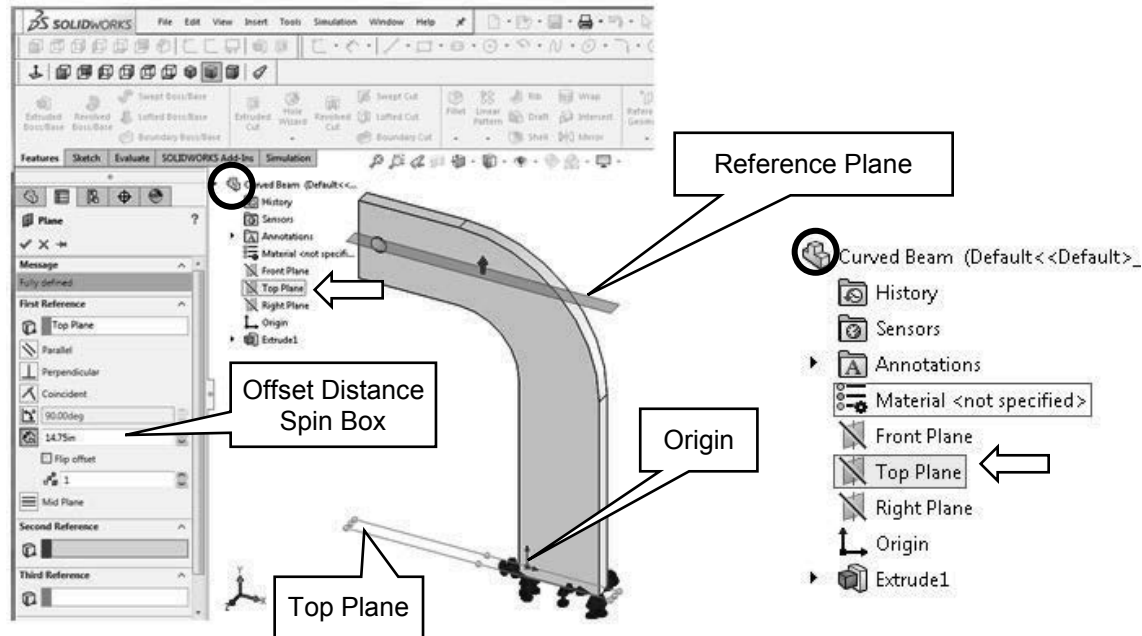 SOLIDWORKS File Edit View Insert Tools Simulation Window Help
Extruded Boss/Base
Revolved Boss/Base
Swept Boss/Base
Lofted Boss/Base
Boundary Boss/Base
Extruded Cut
Hole Wizard
Revolved Cut
Swept Cut
Lofted Cut
Boundary Cut
Fillet
Linear Pattern
Rib
Draft
Shell
Wrap
Intersect
Mirror
Features Sketch Evaluate SOLIDWORKS Add-Ins Simulation
Plane ?
Message
Fully defined
First Reference
Top Plane
Parallel
Perpendicular
Coincident
90.00deg
14.75in
Flip offset
1
Mid Plane
Second Reference
Third Reference
Curved Beam (Default<<...
History
Sensors
Annotations
Material <not specifi...
Front Plane
Top Plane
Right Plane
Origin
Extrude1
Reference Plane
Offset Distance
Spin Box
Origin
Top Plane
Y
X
Z
Curved Beam (Default<<Default>_
History
Sensors
Annotations
Material <not specified>
Front Plane
Top Plane
Right Plane
Origin
Extrude1